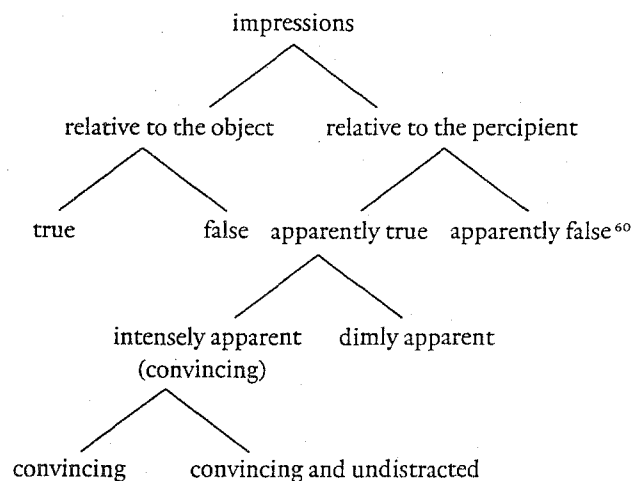 impressions
relative to the object relative to the percipient
true false apparently true apparently false⁶⁰
intensely apparent dimly apparent
(convincing)
convincing convincing and undistracted